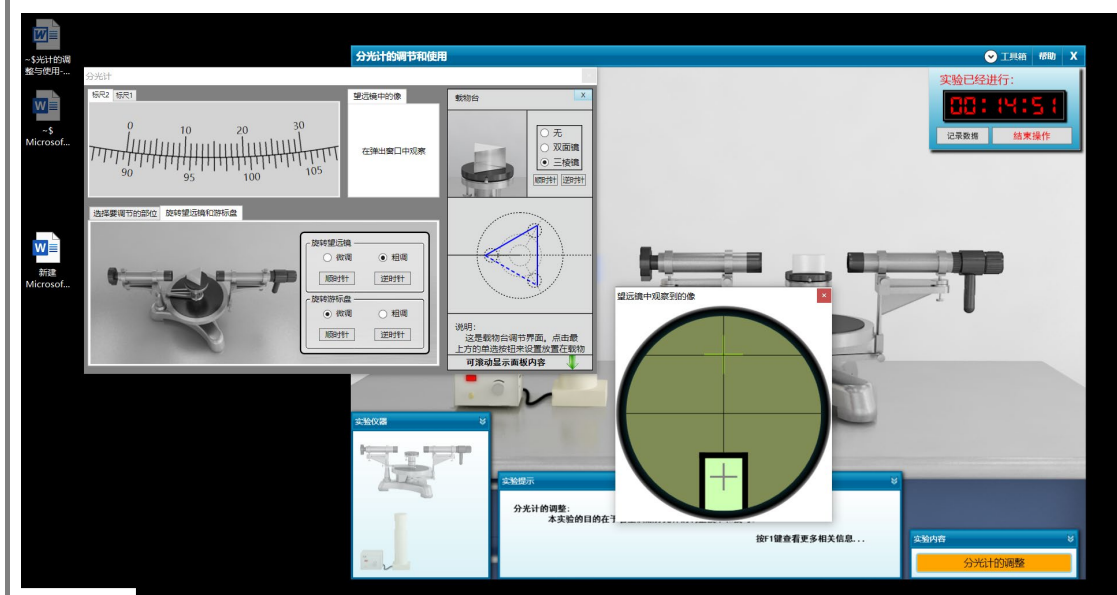 ~$光计的调
整与使用-...
~$
Microsof...
新建
Microsof...
分光计的调节和使用
工具箱 帮助 X
实验已经进行:
00:14:51
记录数据 结束操作
分光计
标尺2 标尺1
0 10 20 30
90 95 100 105
望远镜中的像
在弹出窗口中观察
载物台 x
无
双面镜
三棱镜
顺时针 逆时针
选择要调节的部位 旋转望远镜和游标盘
旋转望远镜
微调 粗调
顺时针 逆时针
旋转游标盘
微调 粗调
顺时针 逆时针
说明:
这是载物台调节界面。点击最
上方的单选按钮来设置放置在载物
可滚动显示面板内容
望远镜中观察到的像 x
实验仪器
实验提示
分光计的调整:
本实验的目的在于
按F1键查看更多相关信息...
实验内容
分光计的调整